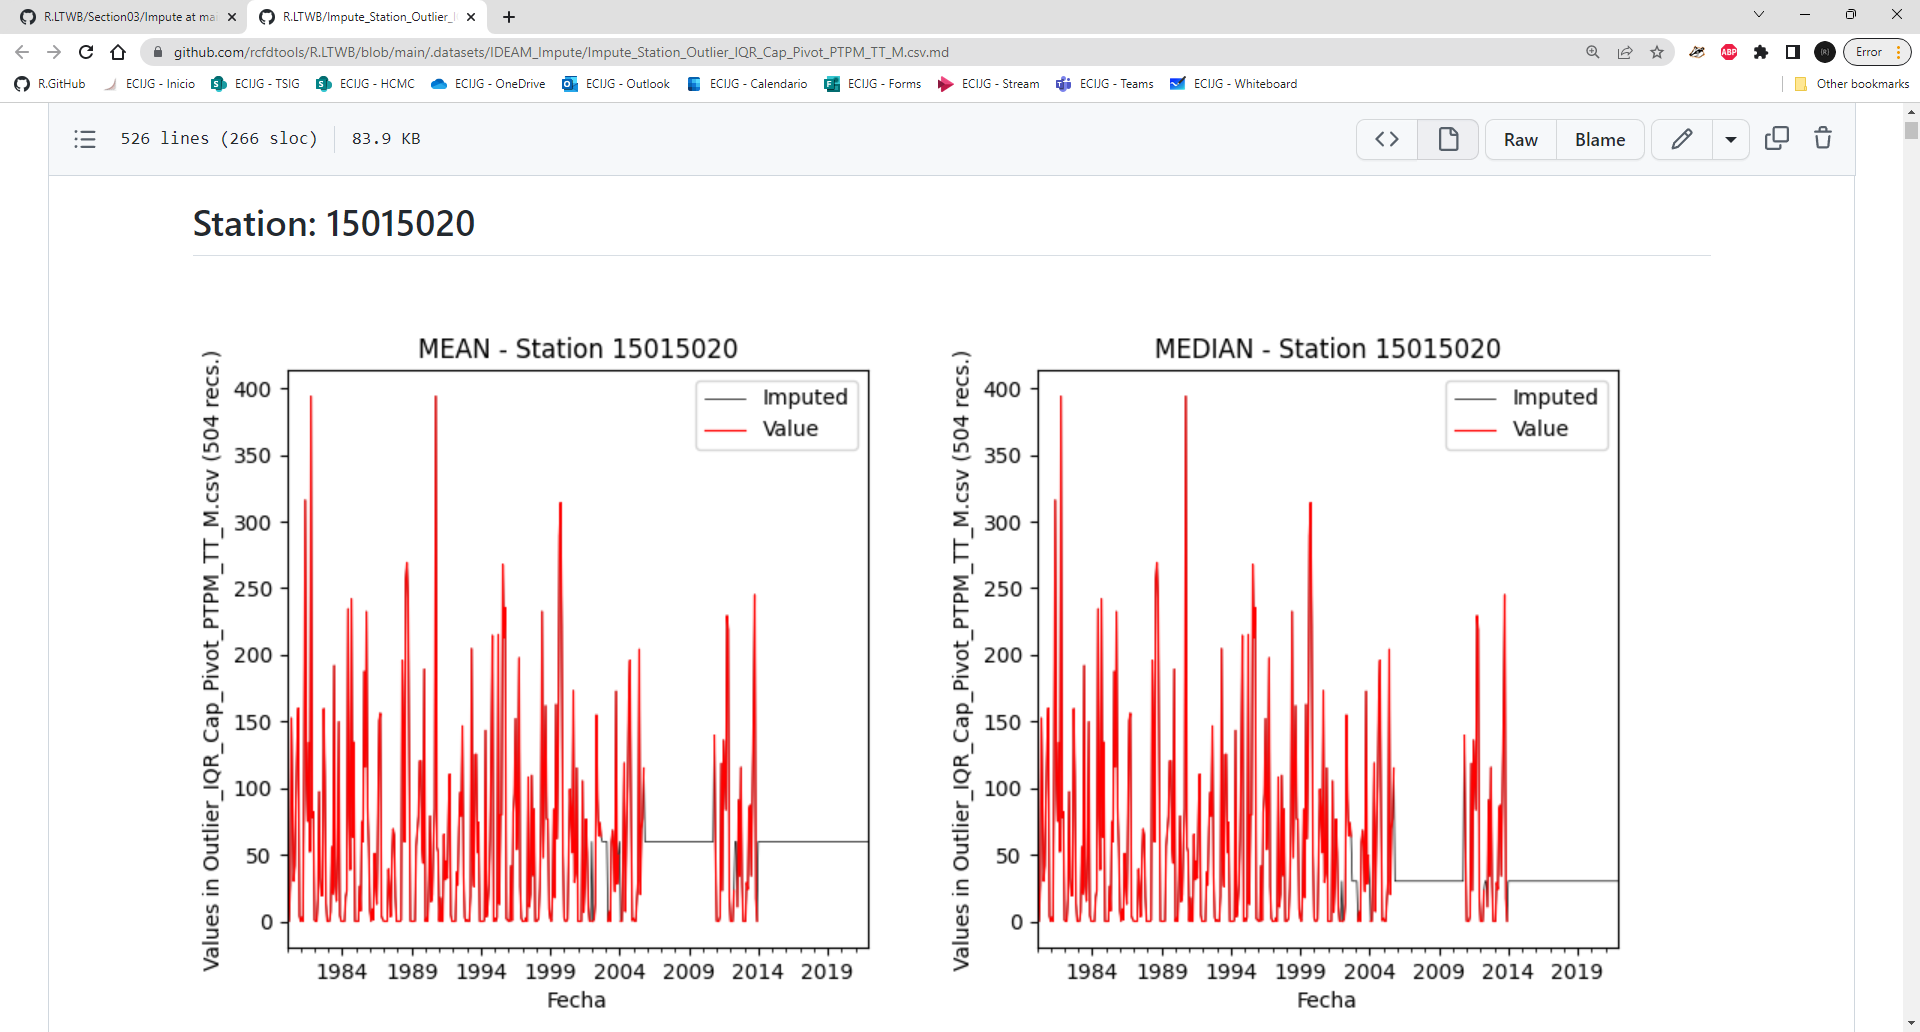 R.LTWB/Section03/Impute at ma
R.LTWB/Impute_Station_Outlier_I
github.com/rcfdtools/R.LTWB/blob/main/.datasets/IDEAM_Impute/Impute_Station_Outlier_IQR_Cap_Pivot_PTPM_TT_M.csv.md
ABP
Error
R.GitHub
ECIJG - Inicio
ECIJG - TSIG
ECIJG - HCMC
ECIJG - OneDrive
ECIJG - Outlook
ECIJG - Calendario
ECIJG - Forms
ECIJG - Stream
ECIJG - Teams
ECIJG - Whiteboard
Other bookmarks
526 lines (266 sloc)
83.9 KB
Raw
Blame
Station: 15015020
MEAN - Station 15015020
Values in Outlier_IQR_Cap_Pivot_PTPM_TT_M.csv (504 recs.)
400
350
300
250
200
150
100
50
0
Imputed
Value
1984 1989 1994 1999 2004 2009 2014 2019
Fecha
MEDIAN - Station 15015020
Values in Outlier_IQR_Cap_Pivot_PTPM_TT_M.csv (504 recs.)
400
350
300
250
200
150
100
50
0
Imputed
Value
1984 1989 1994 1999 2004 2009 2014 2019
Fecha